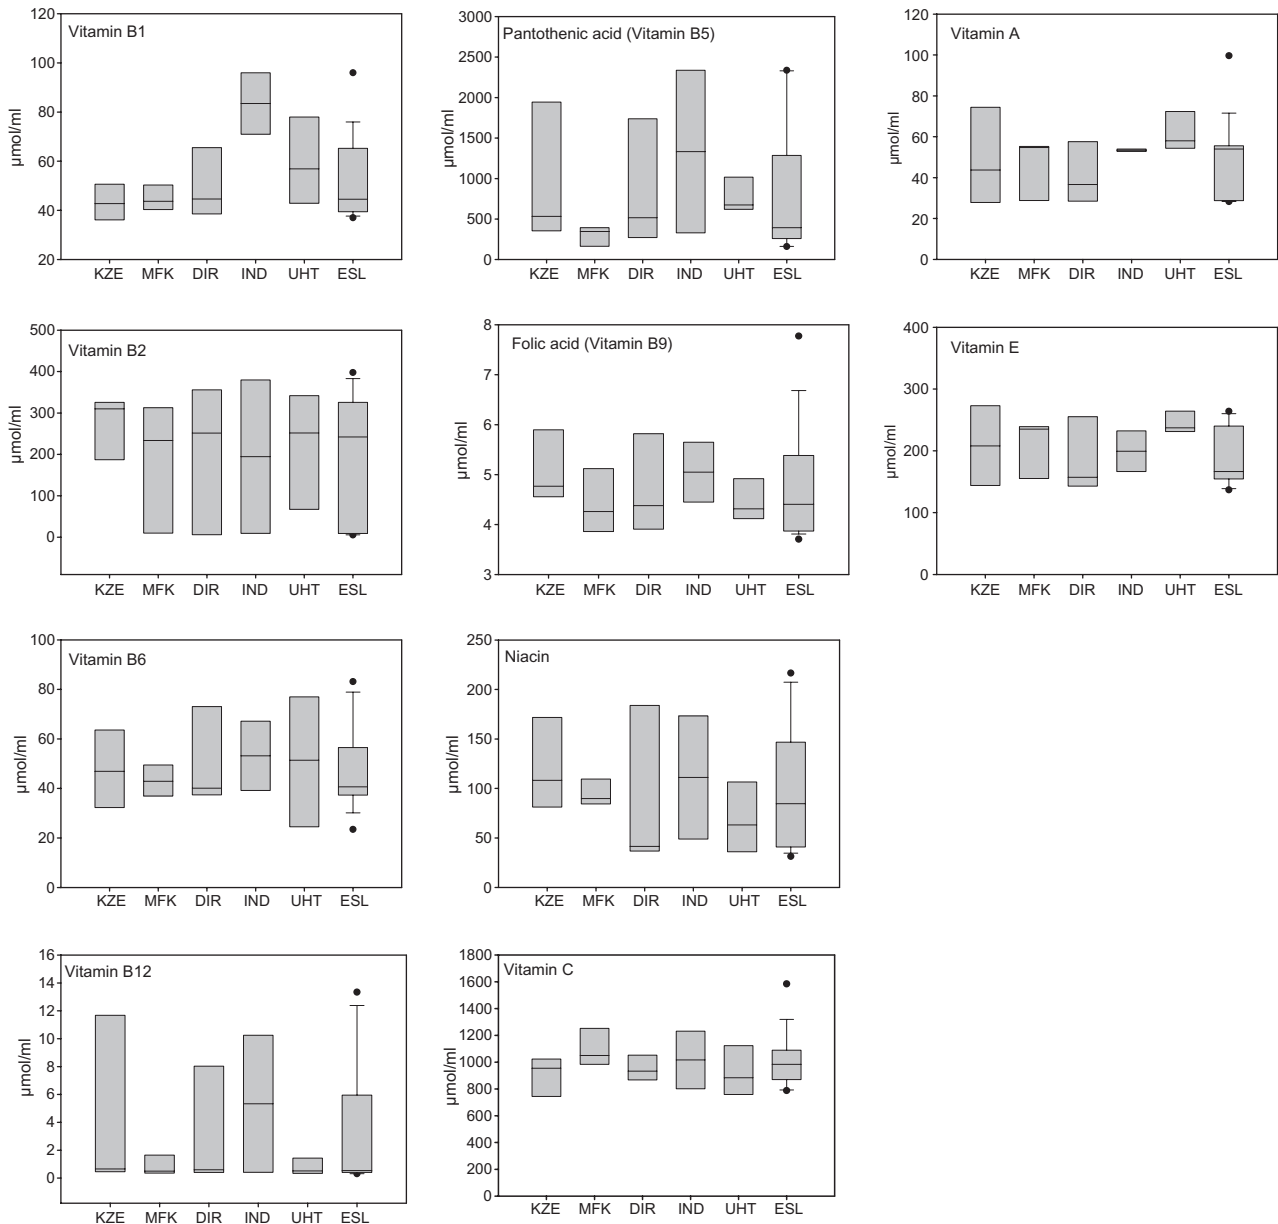 Vitamin B1
µmol/ml
120
100
80
60
40
20
KZE MFK DIR IND UHT ESL
Pantothenic acid (Vitamin B5)
µmol/ml
3000
2500
2000
1500
1000
500
0
KZE MFK DIR IND UHT ESL
Vitamin A
µmol/ml
120
100
80
60
40
20
0
KZE MFK DIR IND UHT ESL
Vitamin B2
µmol/ml
500
400
300
200
100
0
KZE MFK DIR IND UHT ESL
Folic acid (Vitamin B9)
µmol/ml
8
7
6
5
4
3
KZE MFK DIR IND UHT ESL
Vitamin E
µmol/ml
400
300
200
100
0
KZE MFK DIR IND UHT ESL
Vitamin B6
µmol/ml
100
80
60
40
20
0
KZE MFK DIR IND UHT ESL
Niacin
µmol/ml
250
200
150
100
50
0
KZE MFK DIR IND UHT ESL
Vitamin B12
µmol/ml
16
14
12
10
8
6
4
2
0
KZE MFK DIR IND UHT ESL
Vitamin C
µmol/ml
1800
1600
1400
1200
1000
800
600
400
200
0
KZE MFK DIR IND UHT ESL